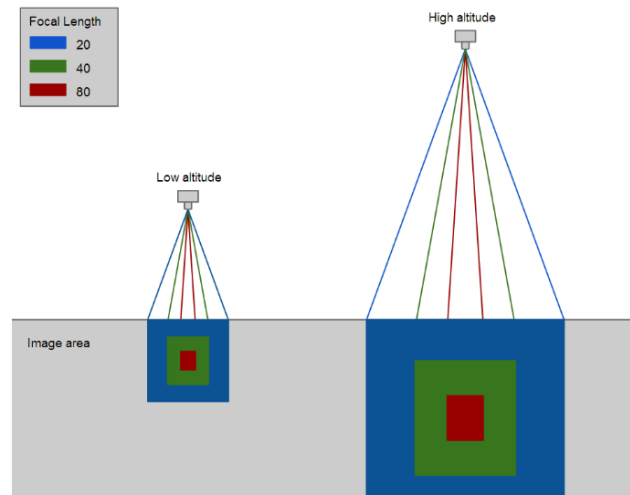 Focal Length
20
40
80
High altitude
Low altitude
Image area